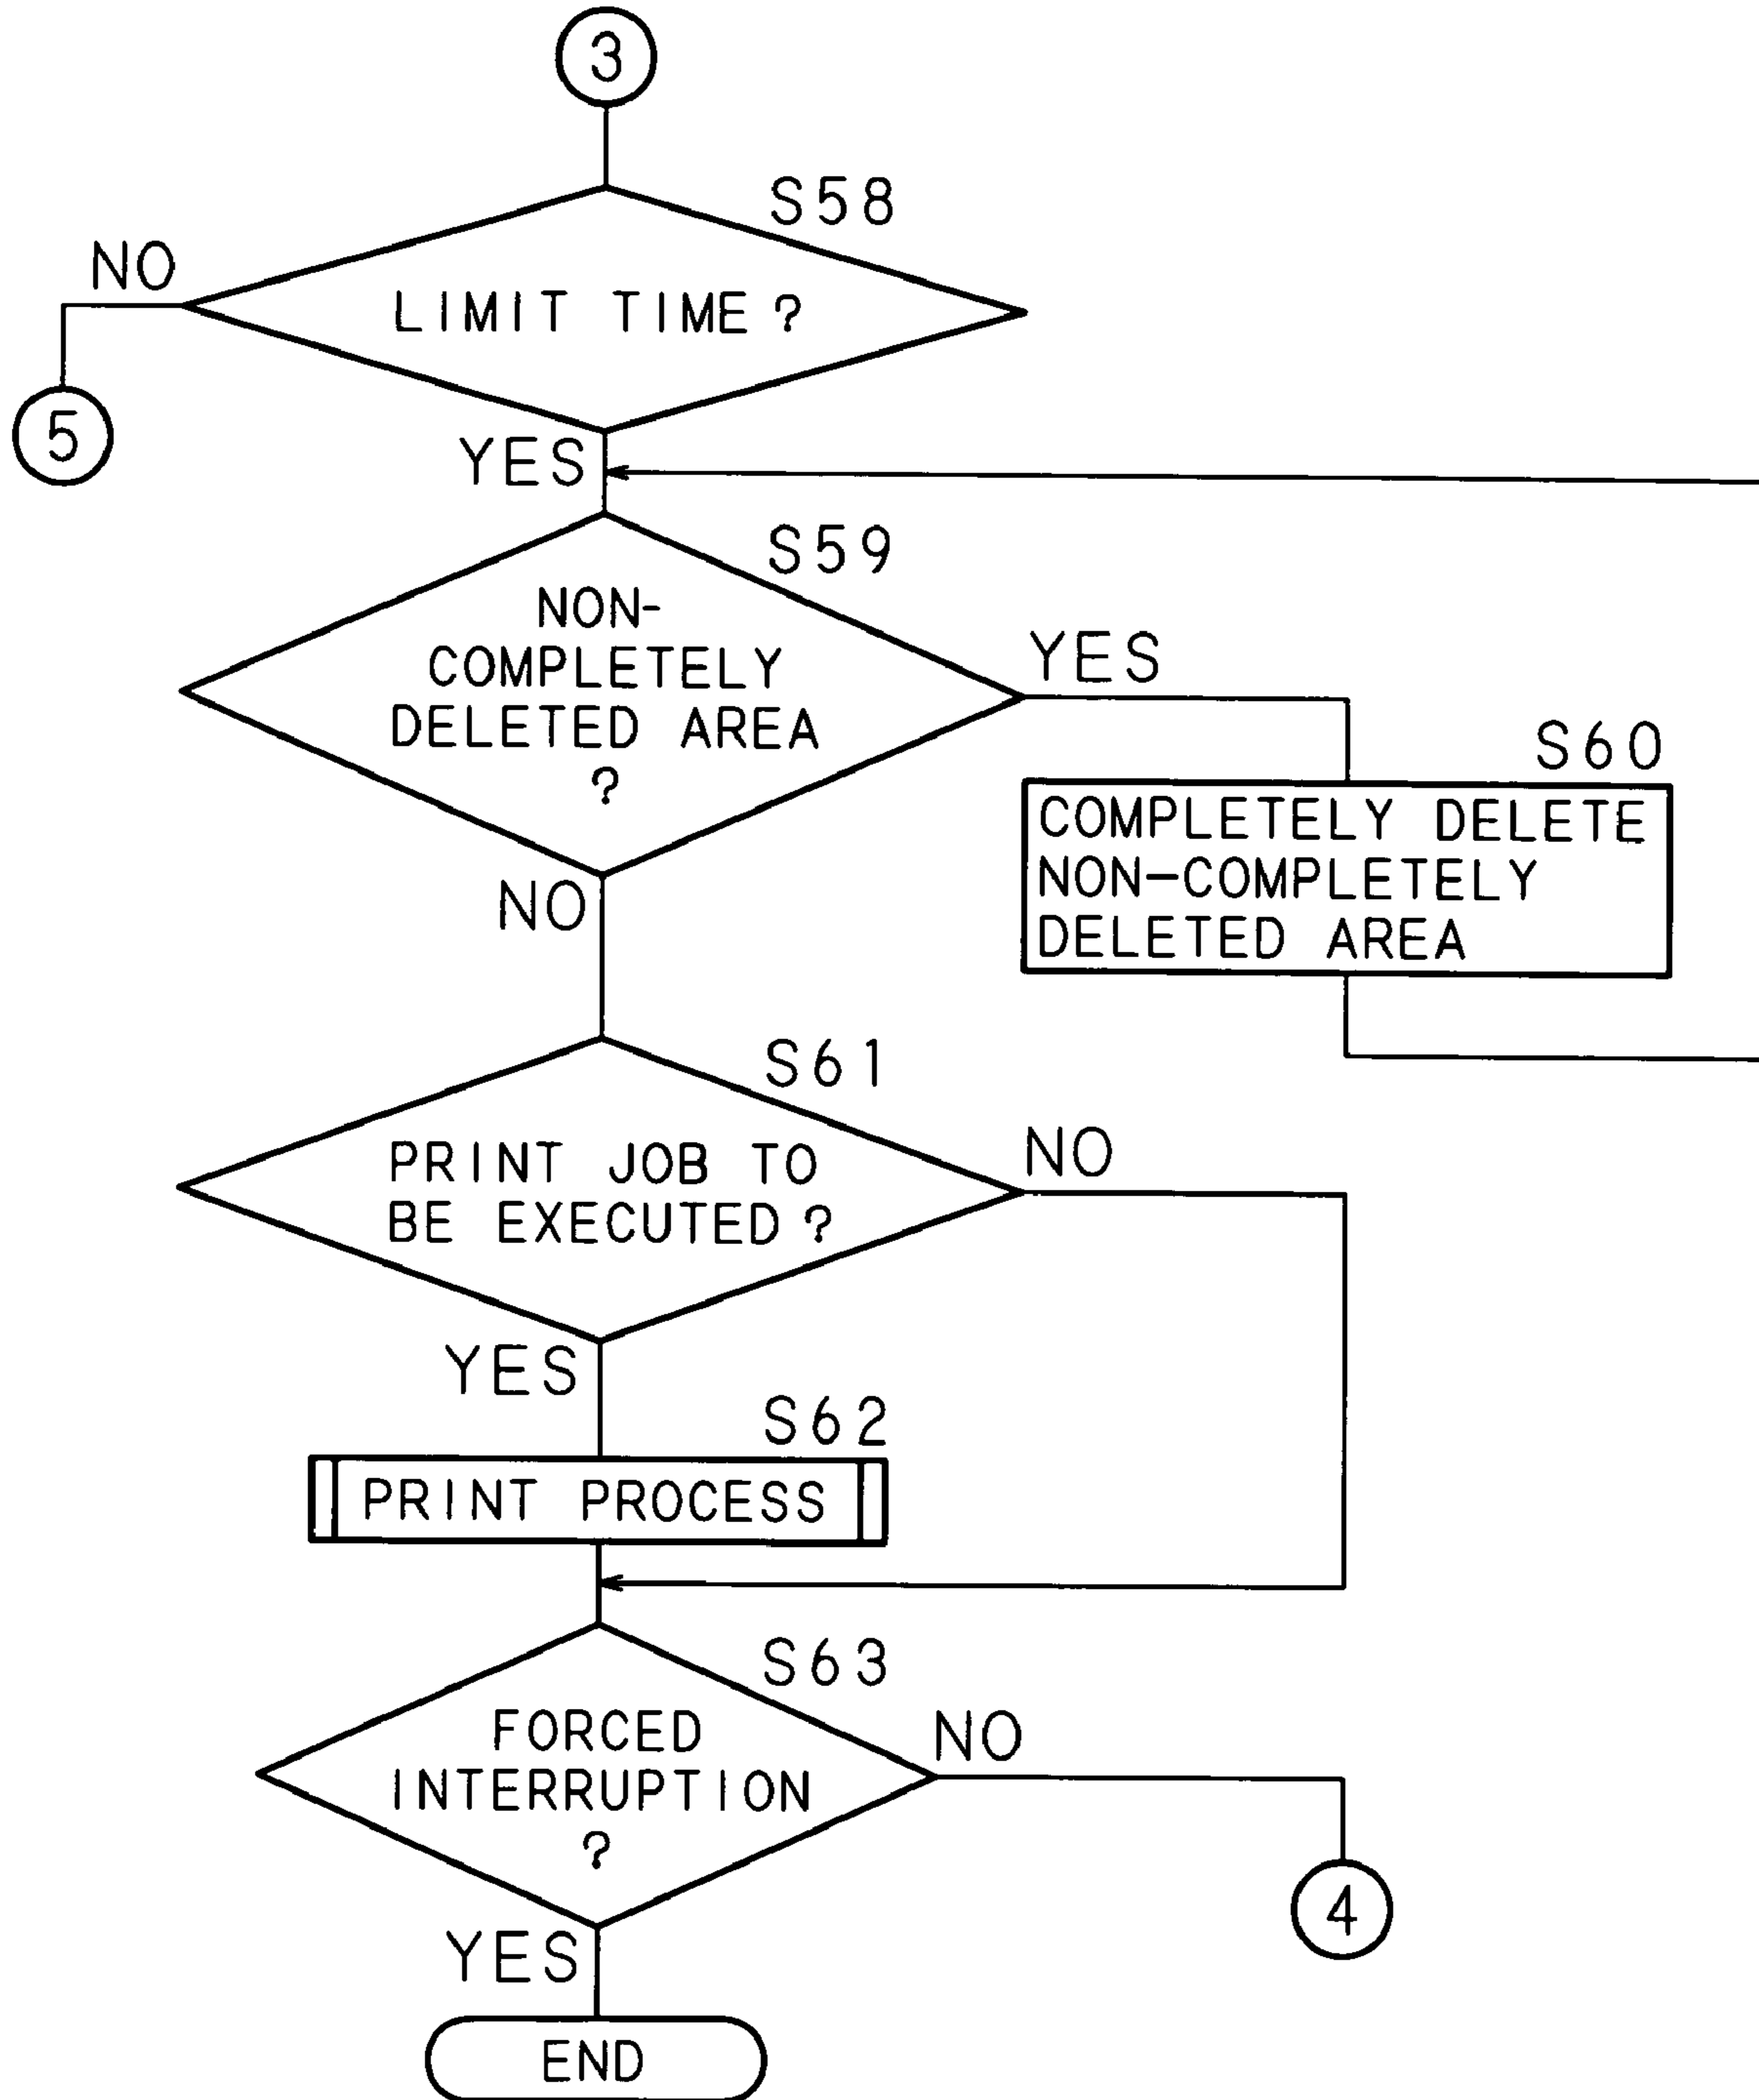 3
S58
NO
LIMIT TIME?
5
YES
S59
NON-
COMPLETELY
DELETED AREA
?
YES
S60
COMPLETELY DELETE
NON-COMPLETELY
DELETED AREA
NO
S61
PRINT JOB TO
BE EXECUTED?
NO
YES
S62
PRINT PROCESS
S63
FORCED
INTERRUPTION
?
NO
4
YES
END